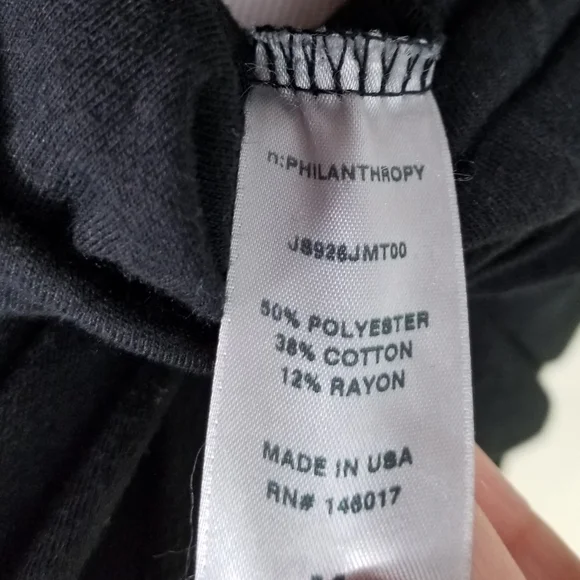 n:PHILANTHROPY
JS926JMT00
50% POLYESTER
38% COTTON
12% RAYON
MADE IN USA
RN# 146017